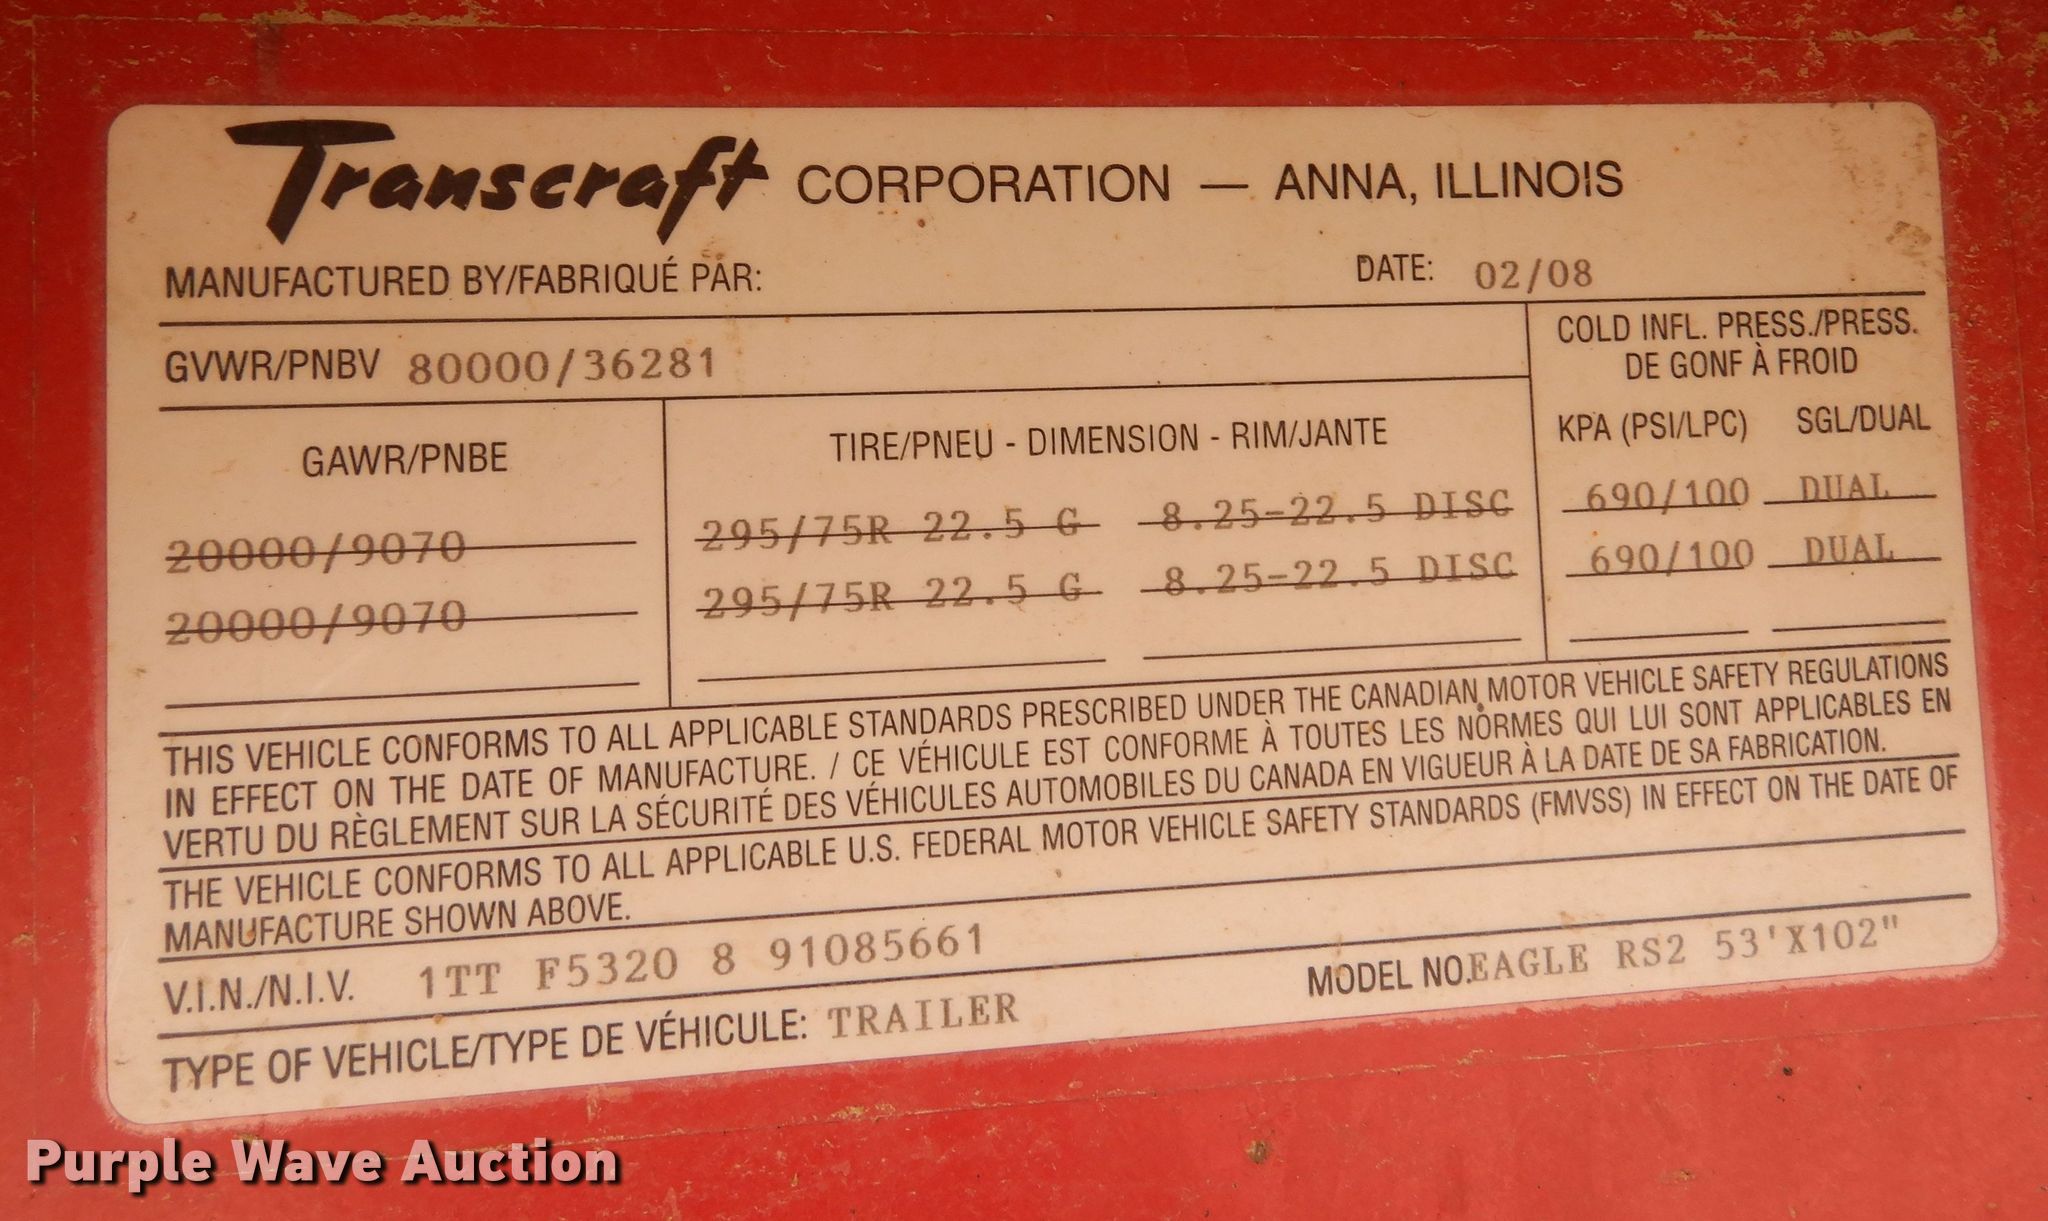 Transcraft CORPORATION — ANNA, ILLINOIS
MANUFACTURED BY/FABRIQUÉ PAR: DATE: 02/08
GVWR/PNBV 80000/36281
COLD INFL. PRESS./PRESS.
DE GONF À FROID
GAWR/PNBE TIRE/PNEU - DIMENSION - RIM/JANTE KPA (PSI/LPC) SGL/DUAL
20000/9070 295/75R 22.5 G 8.25-22.5 DISC 690/100 DUAL
20000/9070 295/75R 22.5 G 8.25-22.5 DISC 690/100 DUAL
THIS VEHICLE CONFORMS TO ALL APPLICABLE STANDARDS PRESCRIBED UNDER THE CANADIAN MOTOR VEHICLE SAFETY REGULATIONS
IN EFFECT ON THE DATE OF MANUFACTURE. / CE VÉHICULE EST CONFORME À TOUTES LES NORMES QUI LUI SONT APPLICABLES EN
VERTU DU RÈGLEMENT SUR LA SÉCURITÉ DES VÉHICULES AUTOMOBILES DU CANADA EN VIGUEUR À LA DATE DE SA FABRICATION.
THE VEHICLE CONFORMS TO ALL APPLICABLE U.S. FEDERAL MOTOR VEHICLE SAFETY STANDARDS (FMVSS) IN EFFECT ON THE DATE OF
MANUFACTURE SHOWN ABOVE.
V.I.N./N.I.V. 1TT F5320 8 91085661
MODEL NO.EAGLE RS2 53'X102"
TYPE OF VEHICLE/TYPE DE VÉHICULE: TRAILER
Purple Wave Auction